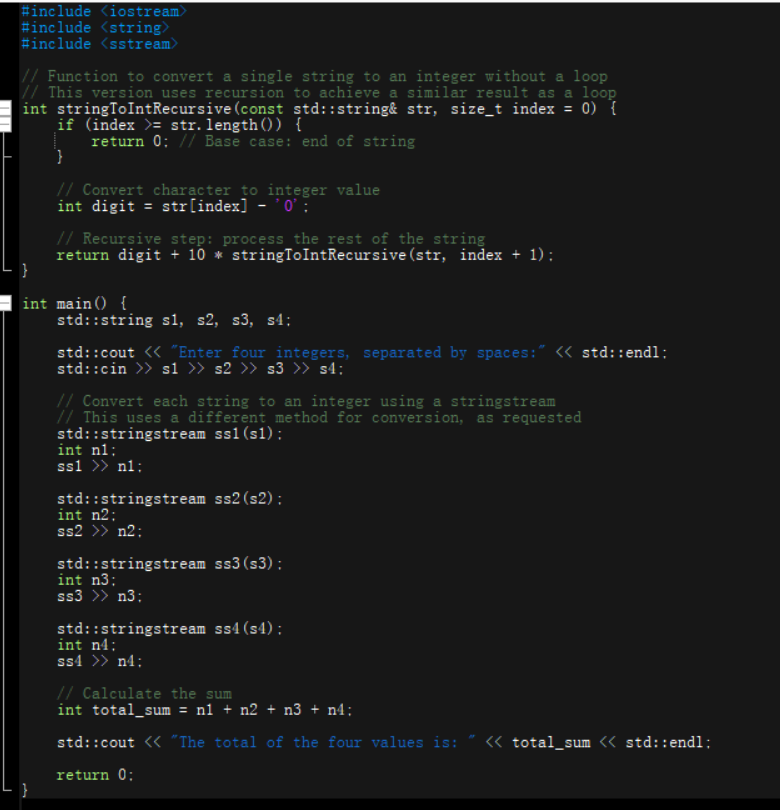 #include <iostream>
#include <string>
#include <sstream>
// Function to convert a single string to an integer without a loop
// This version uses recursion to achieve a similar result as a loop
int stringToIntRecursive(const std::string& str, size_t index = 0) {
    if (index >= str.length()) {
        return 0; // Base case: end of string
    }
    // Convert character to integer value
    int digit = str[index] - '0';
    // Recursive step: process the rest of the string
    return digit + 10 * stringToIntRecursive(str, index + 1);
}
int main() {
    std::string s1, s2, s3, s4;
    std::cout << "Enter four integers, separated by spaces:" << std::endl;
    std::cin >> s1 >> s2 >> s3 >> s4;
    // Convert each string to an integer using a stringstream
    // This uses a different method for conversion, as requested
    std::stringstream ss1(s1);
    int n1;
    ss1 >> n1;
    std::stringstream ss2(s2);
    int n2;
    ss2 >> n2;
    std::stringstream ss3(s3);
    int n3;
    ss3 >> n3;
    std::stringstream ss4(s4);
    int n4;
    ss4 >> n4;
    // Calculate the sum
    int total_sum = n1 + n2 + n3 + n4;
    std::cout << "The total of the four values is: " << total_sum << std::endl;
    return 0;
}